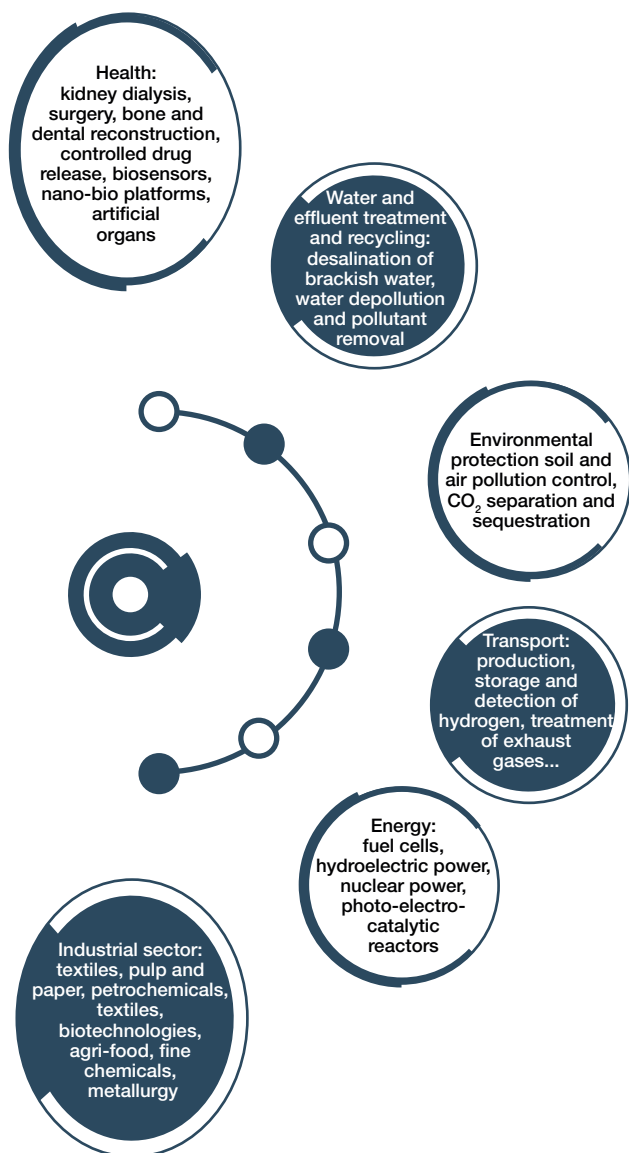 Health:
kidney dialysis,
surgery, bone and
dental reconstruction,
controlled drug
release, biosensors,
nano-bio platforms,
artificial
organs
Water and
effluent treatment
and recycling:
desalination of
brackish water,
water depollution
and pollutant
removal
Environmental
protection soil and
air pollution control,
CO₂ separation and
sequestration
Transport:
production,
storage and
detection of
hydrogen, treatment
of exhaust
gases...
Energy:
fuel cells,
hydroelectric power,
nuclear power,
photo-electro-
catalytic
reactors
Industrial sector:
textiles, pulp and
paper, petrochemicals,
textiles,
biotechnologies,
agri-food, fine
chemicals,
metallurgy